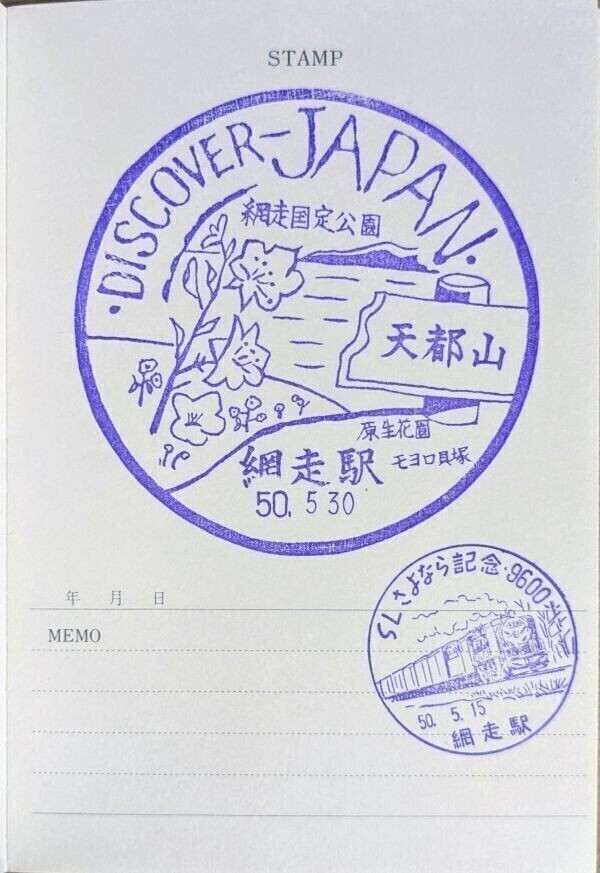 STAMP
・DISCOVER-JAPAN・
網走国定公園
天都山
原生花園
モヨロ貝塚
網走駅
50. 5 30
年 月 日
MEMO
SLさよなら記念・9600
50. 5. 15
網走駅